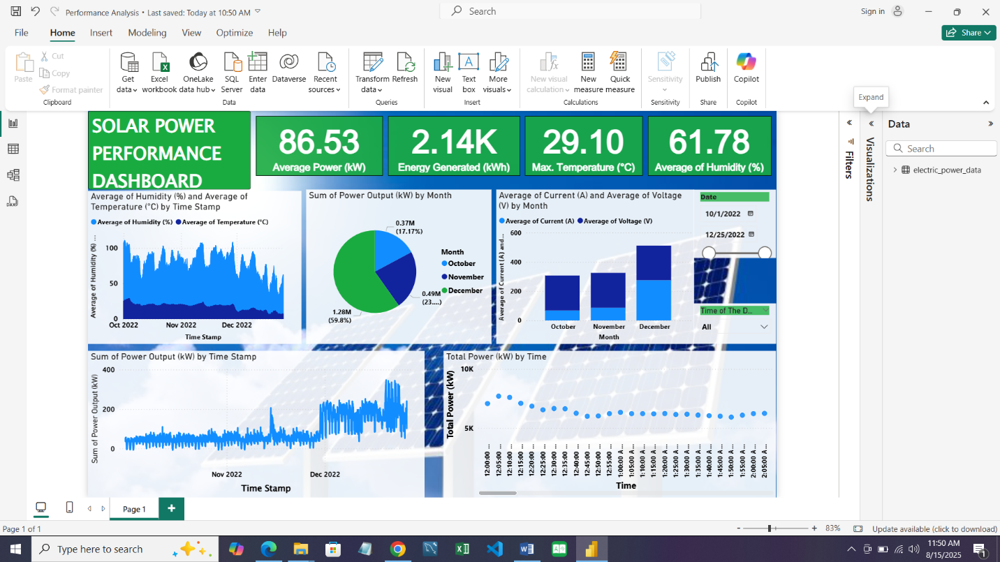 Performance Analysis • Last saved: Today at 10:50 AM
Search
Sign in
File
Home
Insert
Modeling
View
Optimize
Help
Share
Paste
Cut
Copy
Format painter
Clipboard
Get data
Excel workbook
OneLake data hub
SQL Server
Enter data
Dataverse
Recent sources
Data
Transform data
Refresh
Queries
New visual
Text box
A
More visuals
Insert
New visual calculation
New measure
Quick measure
Calculations
Sensitivity
Sensitivity
Publish
Share
Copilot
Copilot
Expand
SOLAR POWER
PERFORMANCE
DASHBOARD
86.53
Average Power (kW)
2.14K
Energy Generated (kWh)
29.10
Max. Temperature (°C)
61.78
Average of Humidity (%)
Average of Humidity (%) and Average of
Temperature (°C) by Time Stamp
Average of Humidity (%)
Average of Temperature (°C)
Average of Humidity (%) ...
100
50
0
Oct 2022
Nov 2022
Dec 2022
Time Stamp
Sum of Power Output (kW) by Month
0.37M
(17.17%)
0.49M
(23....)
1.28M
(59.8%)
Month
October
November
December
Average of Current (A) and Average of Voltage
(V) by Month
Average of Current (A)
Average of Voltage (V)
Average of Current (A) and...
600
400
200
0
October
November
December
Month
Date
10/1/2022
12/25/2022
Time of The D...
All
Sum of Power Output (kW) by Time Stamp
Sum of Power Output (kW)
400
200
0
Nov 2022
Dec 2022
Time Stamp
Total Power (kW) by Time
Total Power (kW)
10K
5K
12:00:00 ...
12:05:00 ...
12:10:00 ...
12:15:00 ...
12:20:00 ...
12:25:00 ...
12:30:00 ...
12:35:00 ...
12:40:00 ...
12:45:00 ...
12:50:00 ...
12:55:00 ...
1:00:00 A...
1:05:00 A...
1:10:00 A...
1:15:00 A...
1:20:00 A...
1:25:00 A...
1:30:00 A...
1:35:00 A...
1:40:00 A...
1:45:00 A...
1:50:00 A...
1:55:00 A...
2:00:00 A...
2:05:00 A...
Time
Filters
Visualizations
Data
Search
electric_power_data
DAX
Page 1
Page 1 of 1
- + 83%
Update available (click to download)
Type here to search
11:50 AM
8/15/2025
1